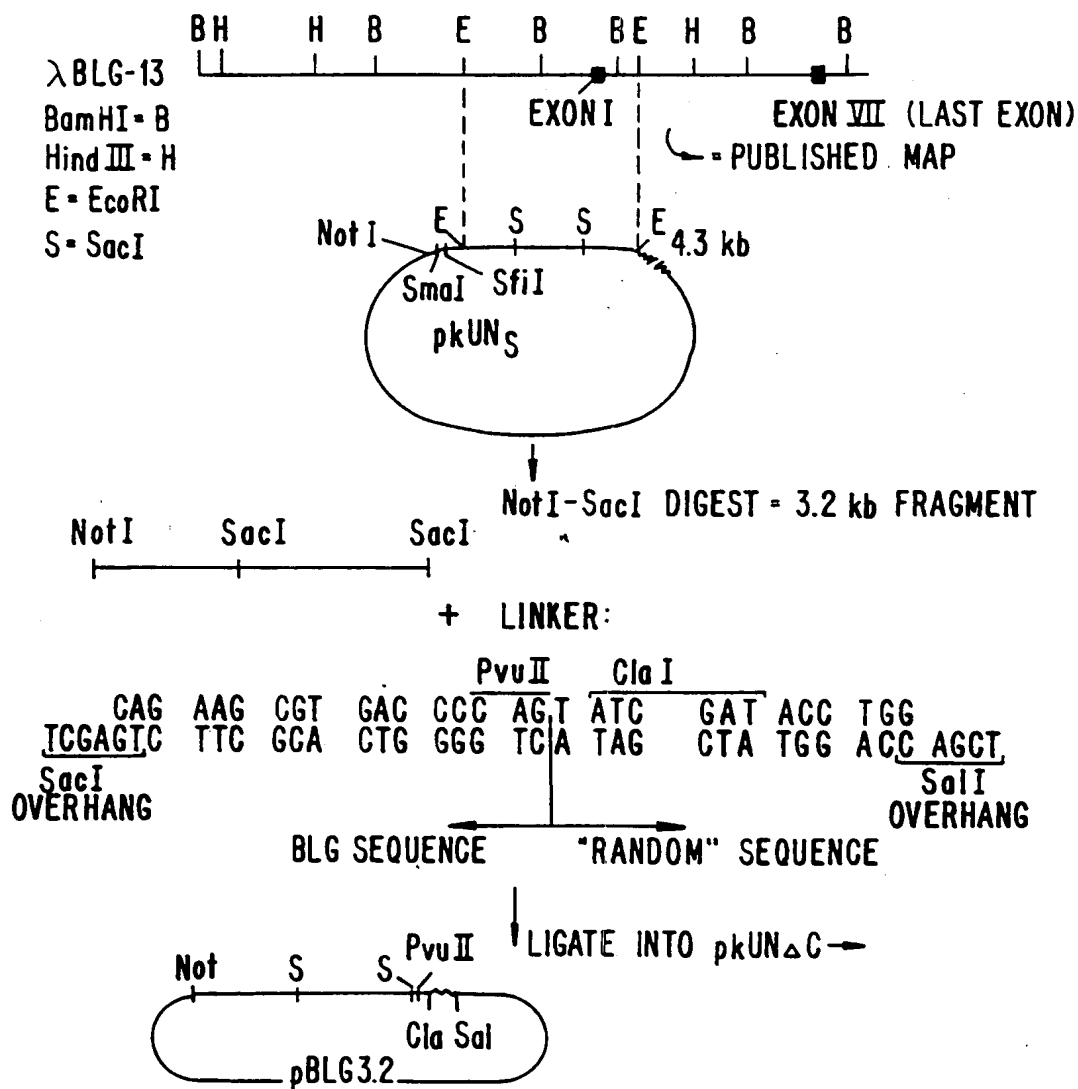 B H H B E B B E H B B
λBLG-13
EXON I EXON VII (LAST EXON)
BamHI = B
Hind III = H = PUBLISHED MAP
E = EcoRI
S = SacI
NotI E S S E 4.3 kb
SmaI SfiI
pkUNS
NotI-SacI DIGEST = 3.2 kb FRAGMENT
NotI SacI SacI
+ LINKER:
PvuII ClaI
CAG AAG CGT GAC CCC AGT ATC GAT ACC TGG
TCGAGTC TTC GCA CTG GGG TCA TAG CTA TGG ACC AGCT
SacI SalI
OVERHANG OVERHANG
BLG SEQUENCE "RANDOM" SEQUENCE
LIGATE INTO pkUN△C→
Not S S PvuII
Cla Sal
pBLG3.2